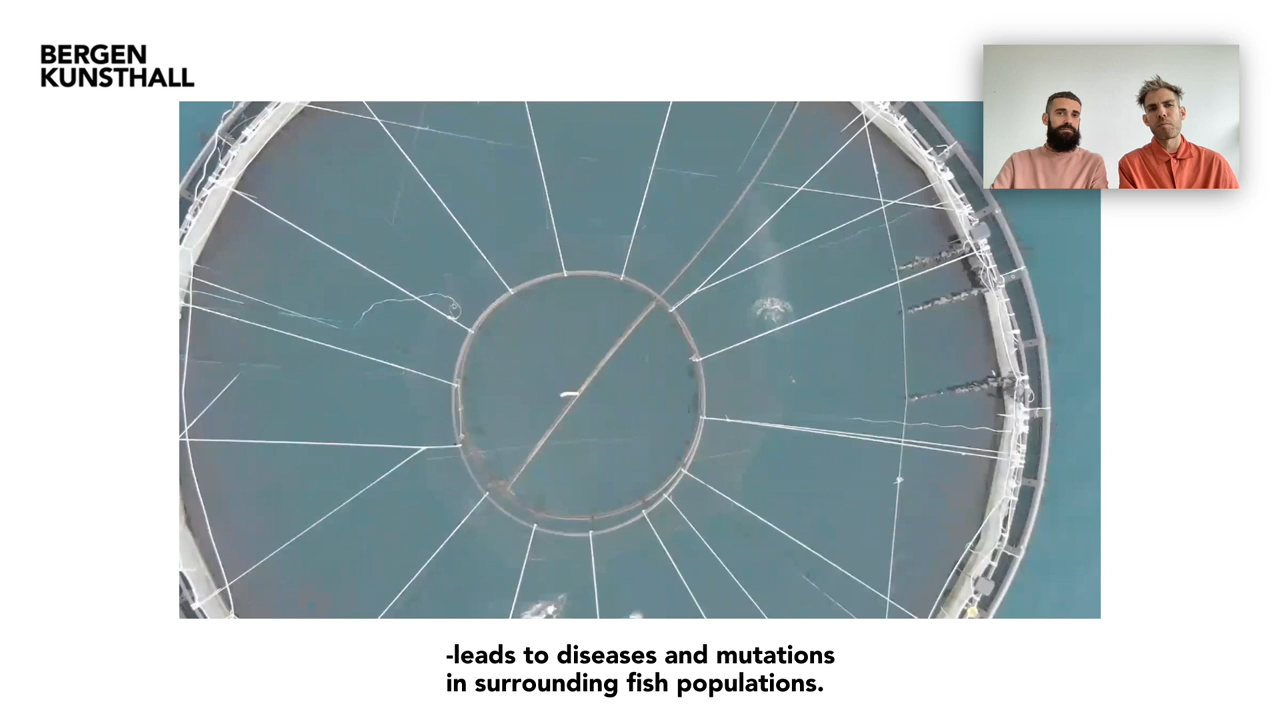 BERGEN
KUNSTHALL
-leads to diseases and mutations
in surrounding fish populations.